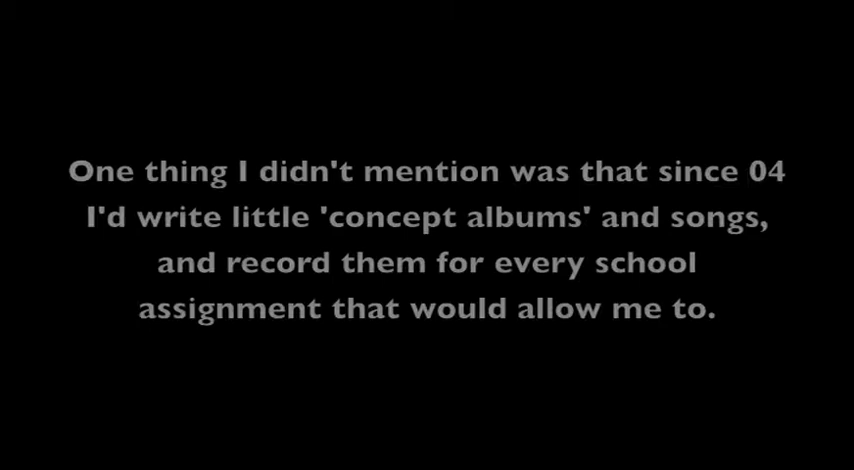 One thing I didn't mention was that since 04
I'd write little 'concept albums' and songs,
and record them for every school
assignment that would allow me to.